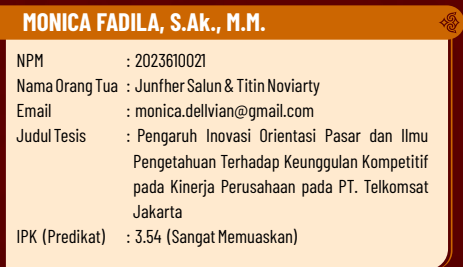 MONICA FADILA, S.Ak., M.M.
NPM : 2023610021
Nama Orang Tua : Junfher Salun & Titin Noviarty
Email : monica.dellvian@gmail.com
Judul Tesis : Pengaruh Inovasi Orientasi Pasar dan Ilmu
Pengetahuan Terhadap Keunggulan Kompetitif
pada Kinerja Perusahaan pada PT. Telkomsat
Jakarta
IPK (Predikat) : 3.54 (Sangat Memuaskan)